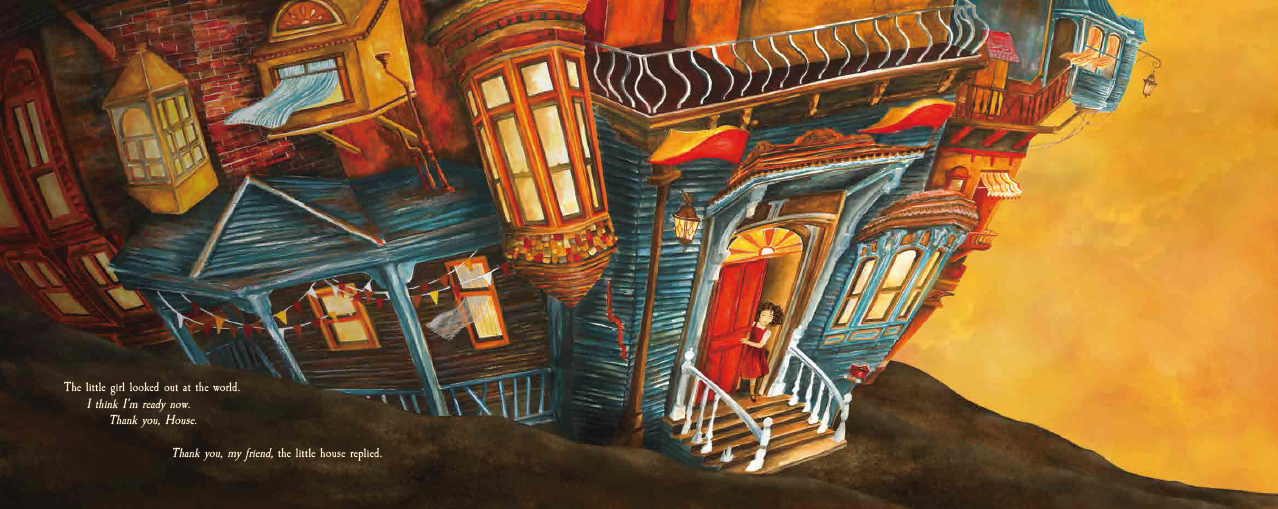 The little girl looked out at the world.
I think I'm ready now.
Thank you, House.
Thank you, my friend, the little house replied.